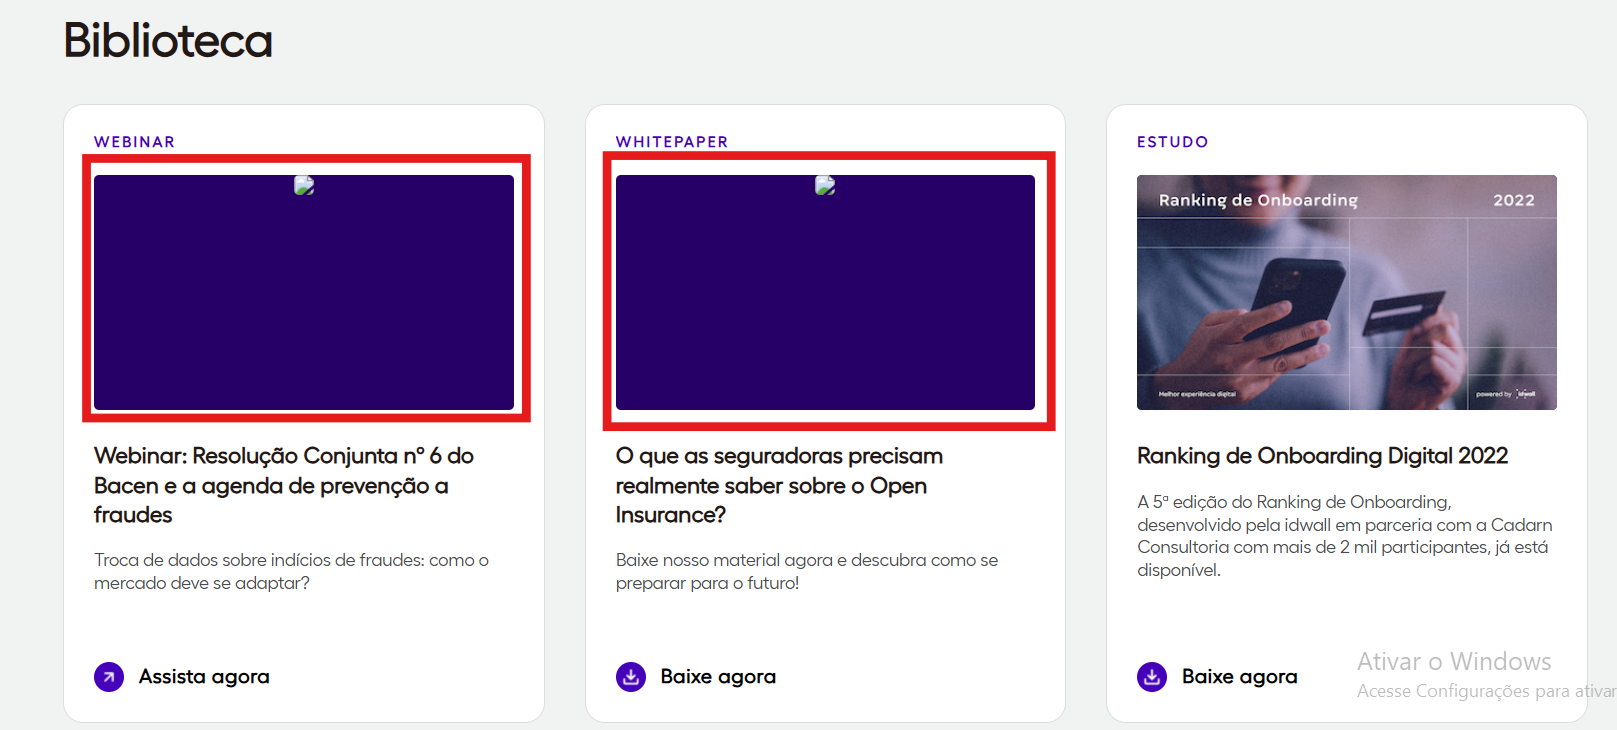 Biblioteca
WEBINAR
Webinar: Resolução Conjunta nº 6 do
Bacen e a agenda de prevenção a
fraudes
Troca de dados sobre indícios de fraudes: como o
mercado deve se adaptar?
Assista agora
WHITEPAPER
O que as seguradoras precisam
realmente saber sobre o Open
Insurance?
Baixe nosso material agora e descubra como se
preparar para o futuro!
Baixe agora
ESTUDO
Ranking de Onboarding 2022
Melhor experiência digital
powered by idwall
Ranking de Onboarding Digital 2022
A 5ª edição do Ranking de Onboarding,
desenvolvido pela idwall em parceria com a Cadarn
Consultoria com mais de 2 mil participantes, já está
disponível.
Baixe agora
Ativar o Windows
Acesse Configurações para ativar